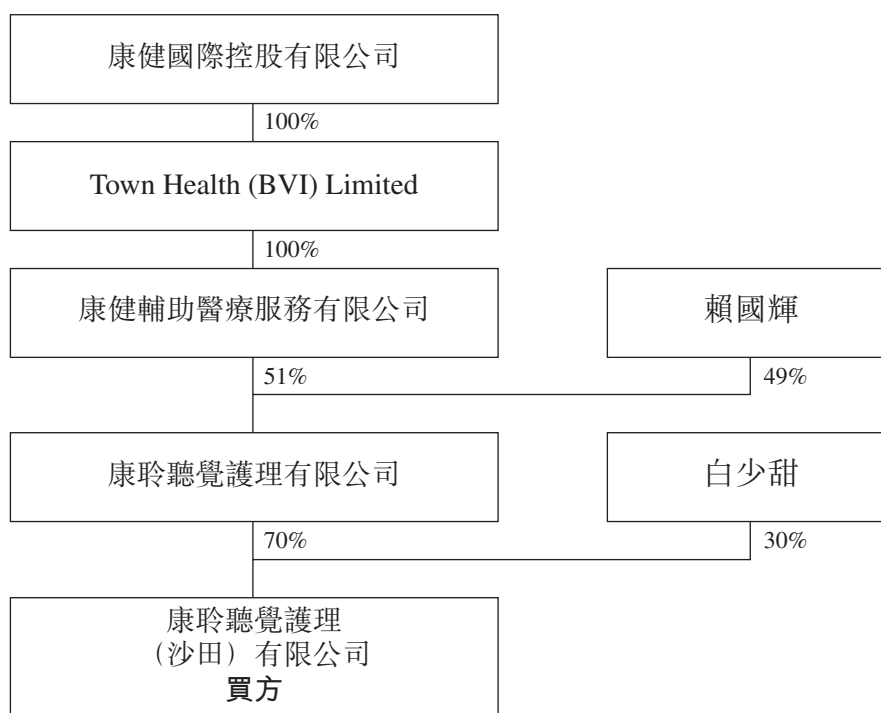 康健國際控股有限公司
100%
Town Health (BVI) Limited
100%
康健輔助醫療服務有限公司
賴國輝
51%
49%
康聆聽覺護理有限公司
白少甜
70%
30%
康聆聽覺護理
（沙田）有限公司
買方